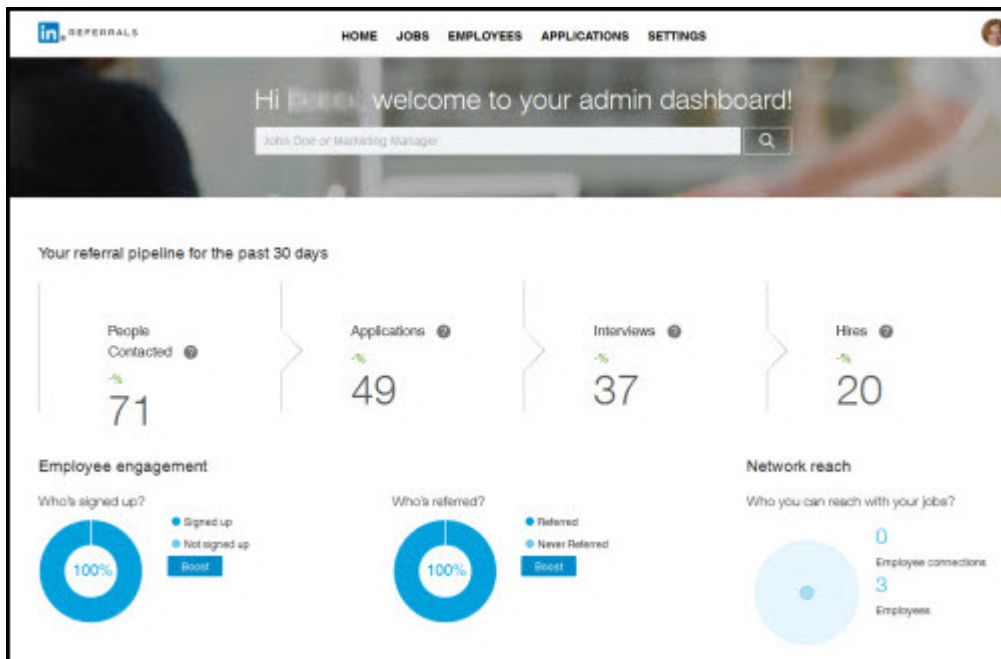 in. REFERRALS
HOME JOBS EMPLOYEES APPLICATIONS SETTINGS
Hi , welcome to your admin dashboard!
John Doe or Marketing Manager
Your referral pipeline for the past 30 days
People
Contacted ?
-%
71
Applications ?
-%
49
Interviews ?
-%
37
Hires ?
-%
20
Employee engagement
Who's signed up?
100%
Signed up
Not signed up
Boost
Who's referred?
100%
Referred
Never Referred
Boost
Network reach
Who you can reach with your jobs?
0
Employee connections
3
Employees